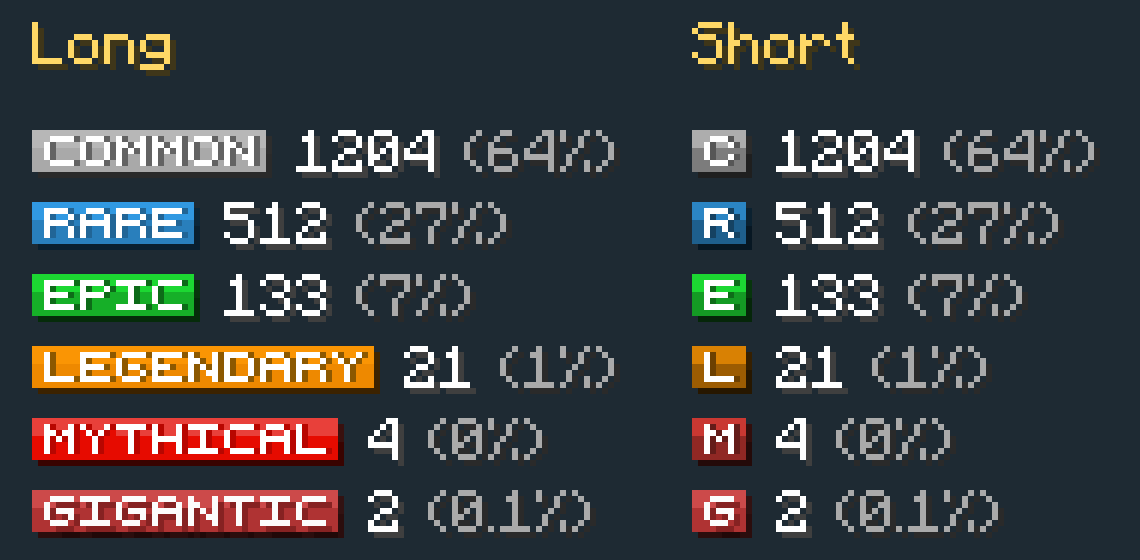 Long
COMMON 1204 (64%)
RARE 512 (27%)
EPIC 133 (7%)
LEGENDARY 21 (1%)
MYTHICAL 4 (0%)
GIGANTIC 2 (0.1%)
Short
C 1204 (64%)
R 512 (27%)
E 133 (7%)
L 21 (1%)
M 4 (0%)
G 2 (0.1%)